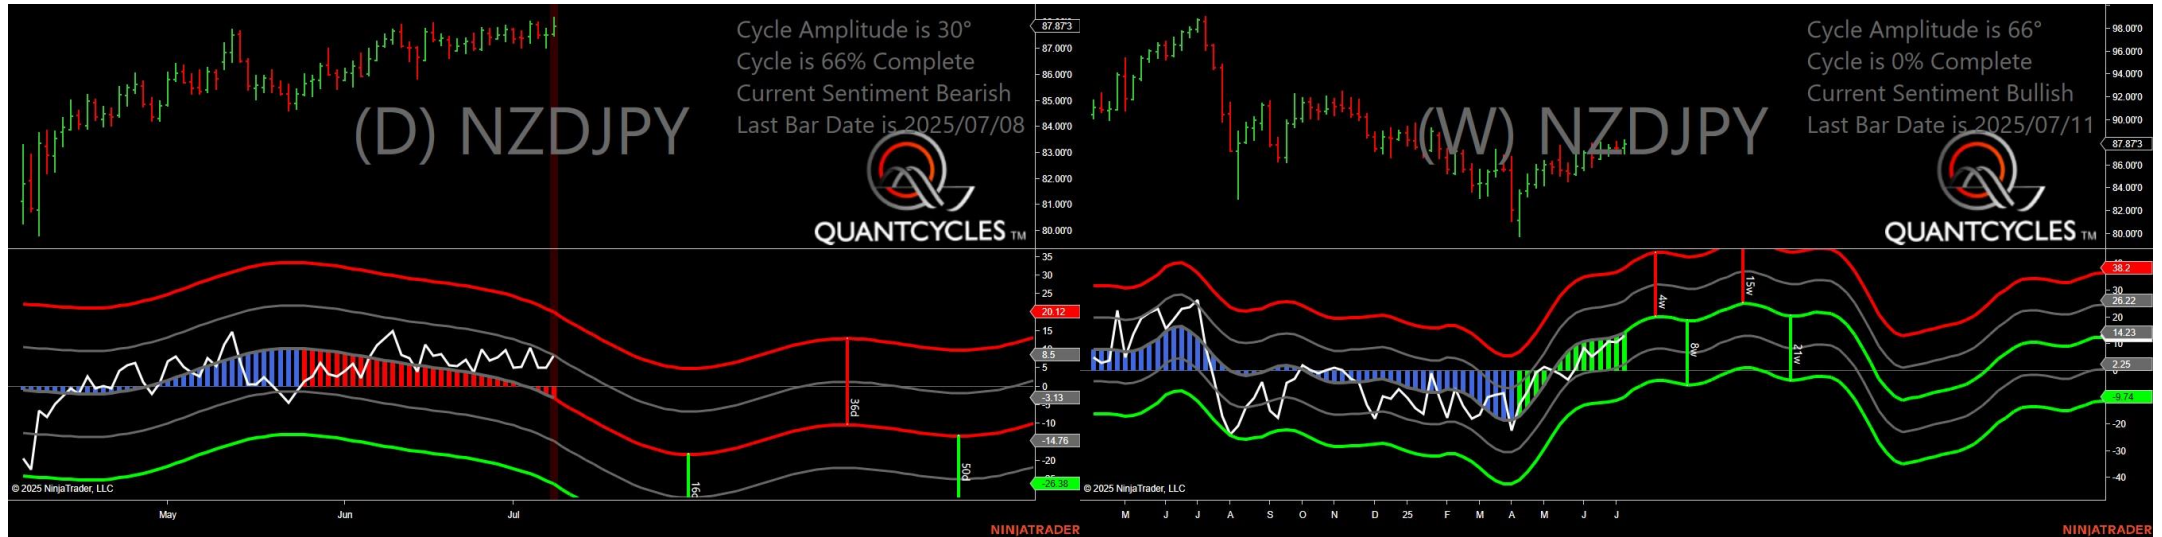 Cycle Amplitude is 30°
Cycle is 66% Complete
Current Sentiment Bearish
Last Bar Date is 2025/07/08
(D) NZDJPY
QUANTCYCLES TM
87.87'3
87.00'0
86.00'0
85.00'0
84.00'0
83.00'0
82.00'0
81.00'0
80.00'0
35
30
25
20.12
15
10
8.5
5
0
-3.13
-5
-10
-14.76
-20
-26.38
16d
36d
50d
© 2025 NinjaTrader, LLC
May
Jun
Jul
NINJATRADER
Cycle Amplitude is 66°
Cycle is 0% Complete
Current Sentiment Bullish
Last Bar Date is 2025/07/11
(W) NZDJPY
QUANTCYCLES TM
98.00'0
96.00'0
94.00'0
92.00'0
90.00'0
87.87'3
86.00'0
84.00'0
82.00'0
80.00'0
38.2
30
26.22
20
14.23
10
2.25
0
-9.74
-20
-30
-40
4w
8w
15w
21w
© 2025 NinjaTrader, LLC
M
J
J
A
S
O
N
D
25
F
M
A
M
J
J
NINJATRADER